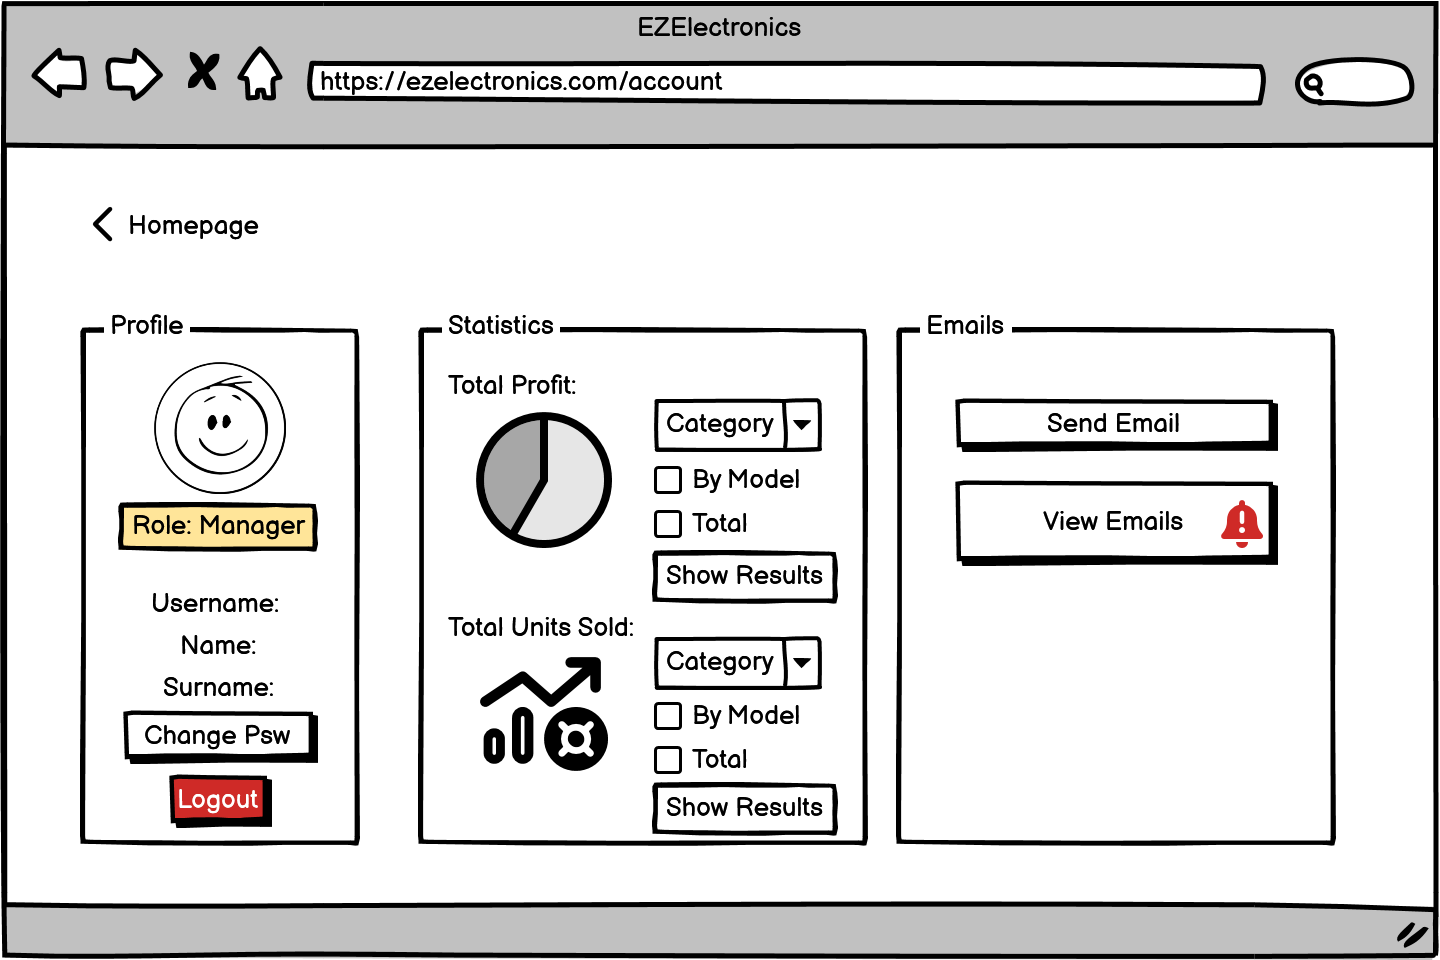 EZElectronics
https://ezelectronics.com/account
Homepage
Profile
Role: Manager
Username:
Name:
Surname:
Change Psw
Logout
Statistics
Total Profit:
Category
By Model
Total
Show Results
Total Units Sold:
Category
By Model
Total
Show Results
Emails
Send Email
View Emails